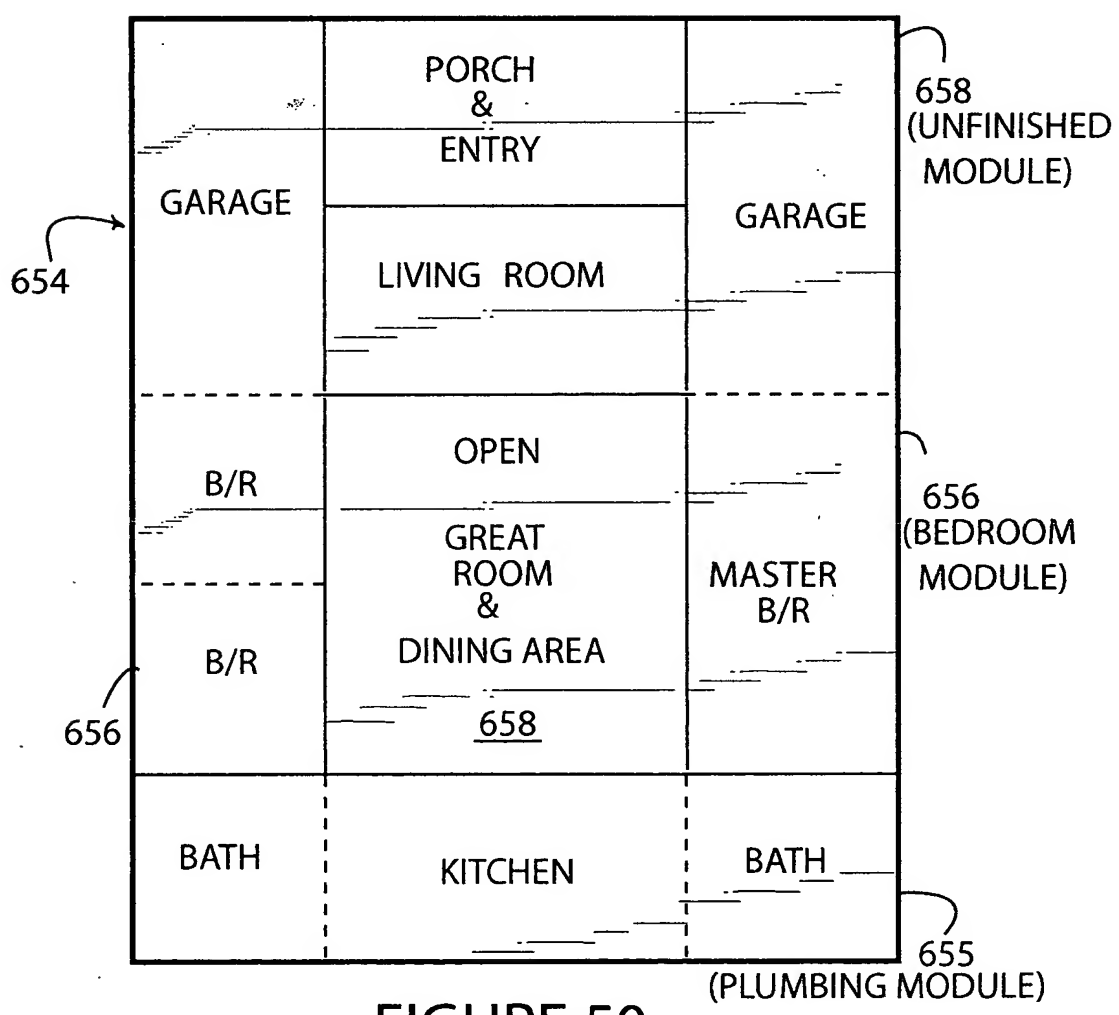 PORCH
&
ENTRY
658
(UNFINISHED
MODULE)
GARAGE
GARAGE
654
LIVING ROOM
OPEN
B/R
656
(BEDROOM
MODULE)
GREAT
ROOM
&
DINING AREA
MASTER
B/R
B/R
656
658
BATH
KITCHEN
BATH
655
(PLUMBING MODULE)
FIGURE 50